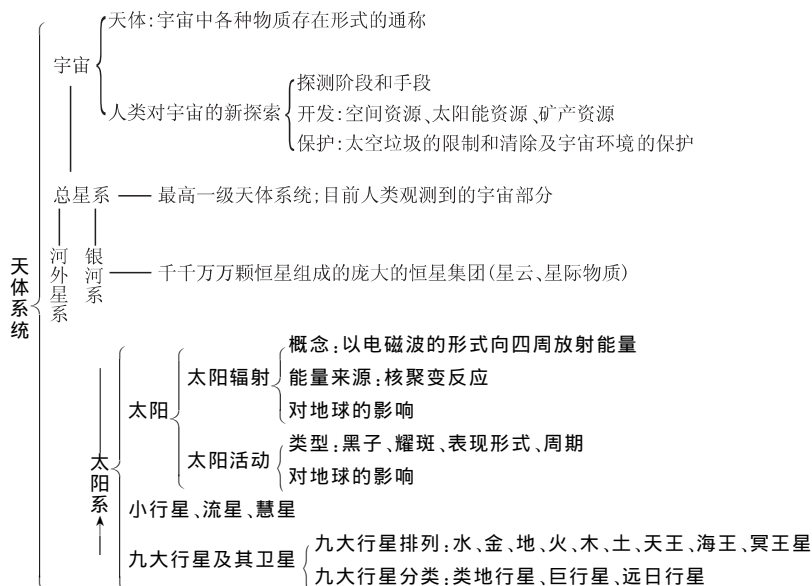 天体:宇宙中各种物质存在形式的通称
宇宙
探测阶段和手段
人类对宇宙的新探索
开发:空间资源、太阳能资源、矿产资源
保护:太空垃圾的限制和清除及宇宙环境的保护
总星系
最高一级天体系统;目前人类观测到的宇宙部分
天体系统
河外星系
银河系
千千万万颗恒星组成的庞大的恒星集团(星云、星际物质)
太阳系
太阳
太阳辐射
概念:以电磁波的形式向四周放射能量
能量来源:核聚变反应
对地球的影响
太阳活动
类型:黑子、耀斑、表现形式、周期
对地球的影响
小行星、流星、慧星
九大行星及其卫星
九大行星排列:水、金、地、火、木、土、天王、海王、冥王星
九大行星分类:类地行星、巨行星、远日行星